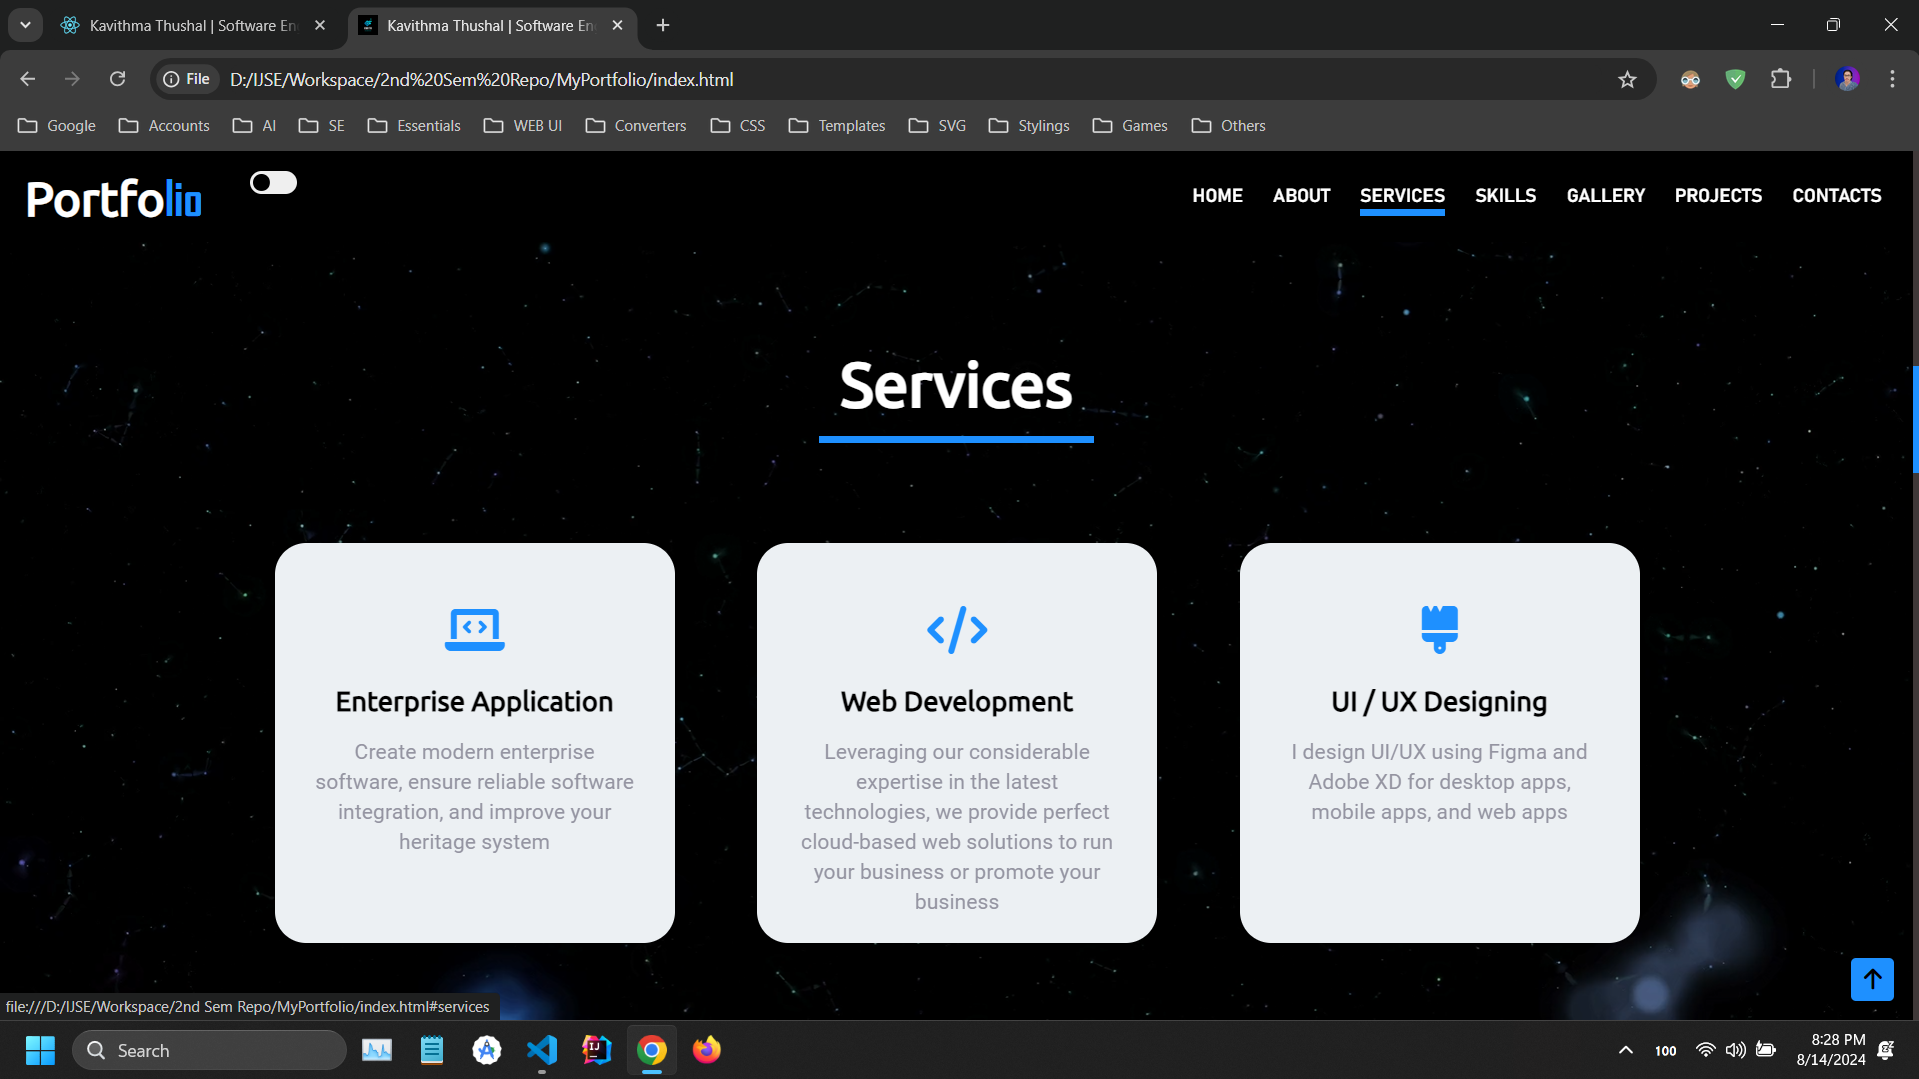 Kavithma Thushal | Software En
Kavithma Thushal | Software En
File
D:/IJSE/Workspace/2nd%20Sem%20Repo/MyPortfolio/index.html
Google
Accounts
AI
SE
Essentials
WEB UI
Converters
CSS
Templates
SVG
Stylings
Games
Others
Portfolio
HOME
ABOUT
SERVICES
SKILLS
GALLERY
PROJECTS
CONTACTS
Services
Enterprise Application
Create modern enterprise
software, ensure reliable software
integration, and improve your
heritage system
Web Development
Leveraging our considerable
expertise in the latest
technologies, we provide perfect
cloud-based web solutions to run
your business or promote your
business
UI / UX Designing
I design UI/UX using Figma and
Adobe XD for desktop apps,
mobile apps, and web apps
file:///D:/IJSE/Workspace/2nd Sem Repo/MyPortfolio/index.html#services
Search
100
8:28 PM
8/14/2024